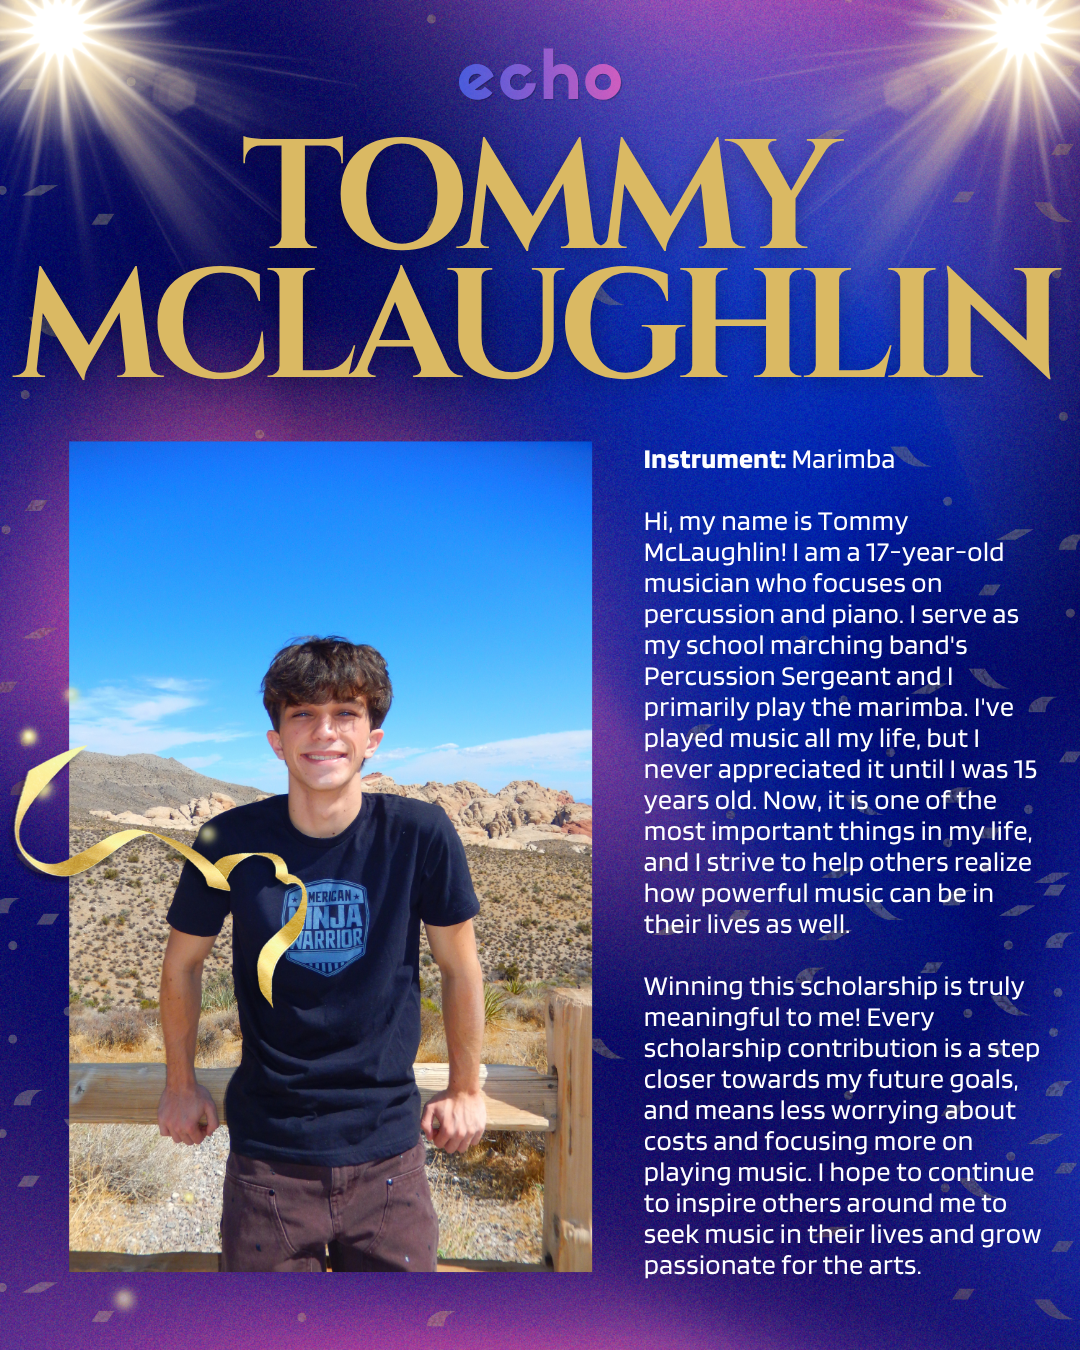 echo
TOMMY
MCLAUGHLIN
Instrument: Marimba
Hi, my name is Tommy
McLaughlin! I am a 17-year-old
musician who focuses on
percussion and piano. I serve as
my school marching band's
Percussion Sergeant and I
primarily play the marimba. I've
played music all my life, but I
never appreciated it until I was 15
years old. Now, it is one of the
most important things in my life,
and I strive to help others realize
how powerful music can be in
their lives as well.
Winning this scholarship is truly
meaningful to me! Every
scholarship contribution is a step
closer towards my future goals,
and means less worrying about
costs and focusing more on
playing music. I hope to continue
to inspire others around me to
seek music in their lives and grow
passionate for the arts.
MERICAN
NINJA
WARRIOR